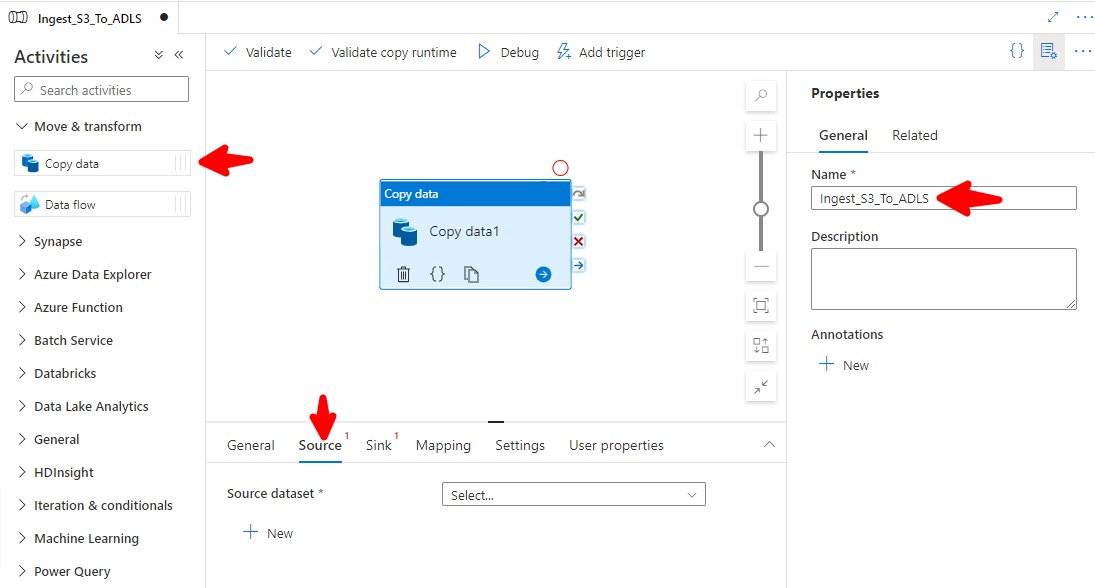 Ingest_S3_To_ADLS
Activities
Search activities
Move & transform
Copy data
Data flow
Synapse
Azure Data Explorer
Azure Function
Batch Service
Databricks
Data Lake Analytics
General
HDInsight
Iteration & conditionals
Machine Learning
Power Query
Validate
Validate copy runtime
Debug
Add trigger
Copy data
Copy data1
General
Source 1
Sink 1
Mapping
Settings
User properties
Source dataset *
Select...
New
Properties
General
Related
Name *
Ingest_S3_To_ADLS
Description
Annotations
New